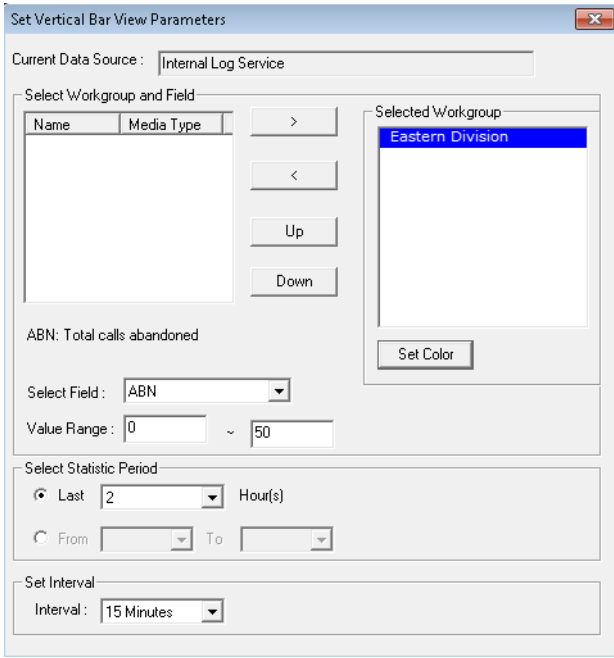 Set Vertical Bar View Parameters
Current Data Source : Internal Log Service
Select Workgroup and Field
Name Media Type
>
<
Up
Down
Selected Workgroup
Eastern Division
Set Color
ABN: Total calls abandoned
Select Field : ABN
Value Range : 0 ~ 50
Select Statistic Period
Last 2 Hour(s)
From To
Set Interval
Interval : 15 Minutes